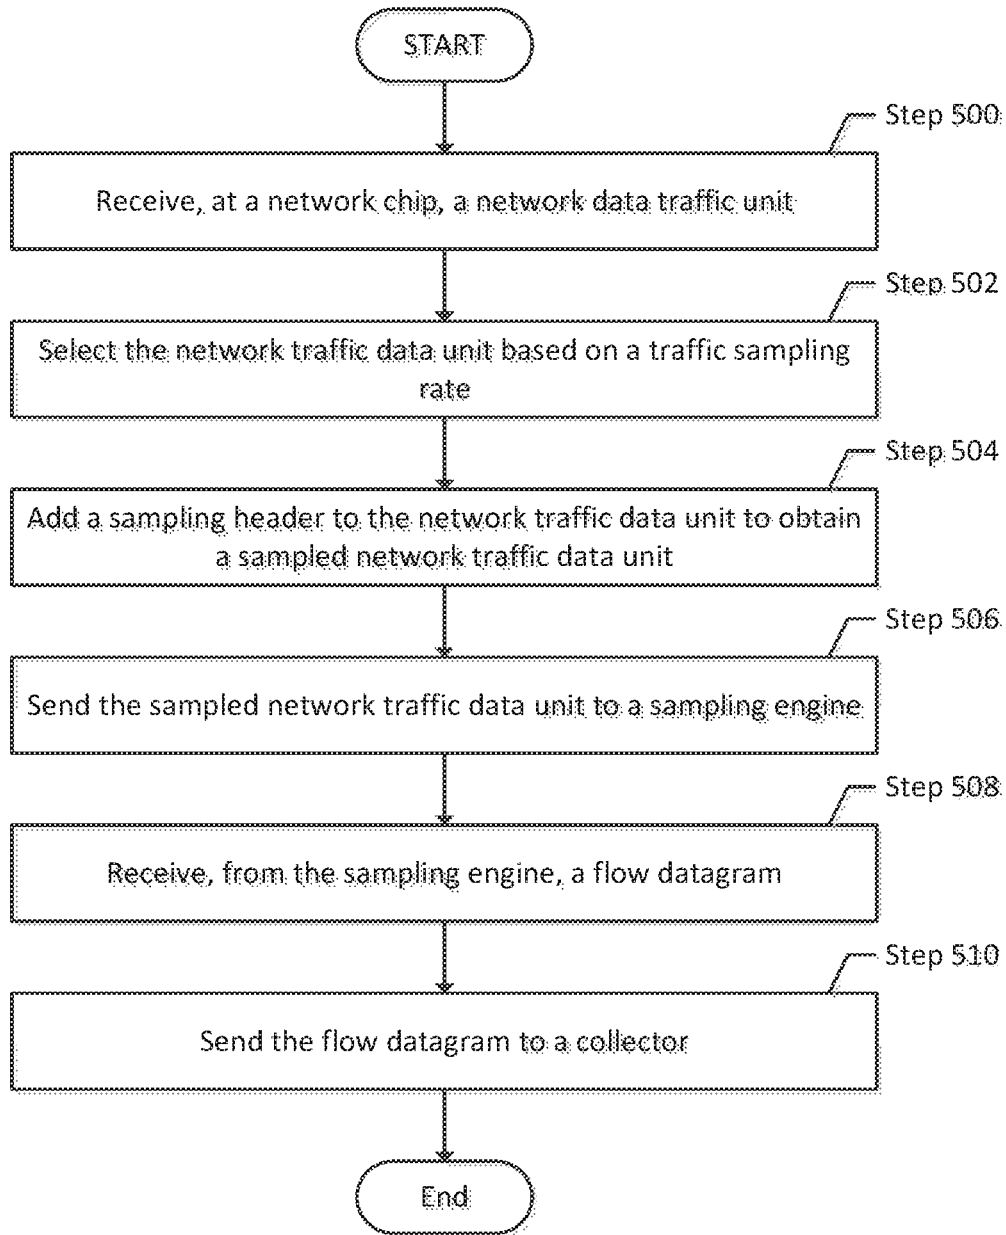 START
Step 500
Receive, at a network chip, a network data traffic unit
Step 502
Select the network traffic data unit based on a traffic sampling
rate
Step 504
Add a sampling header to the network traffic data unit to obtain
a sampled network traffic data unit
Step 506
Send the sampled network traffic data unit to a sampling engine
Step 508
Receive, from the sampling engine, a flow datagram
Step 510
Send the flow datagram to a collector
End